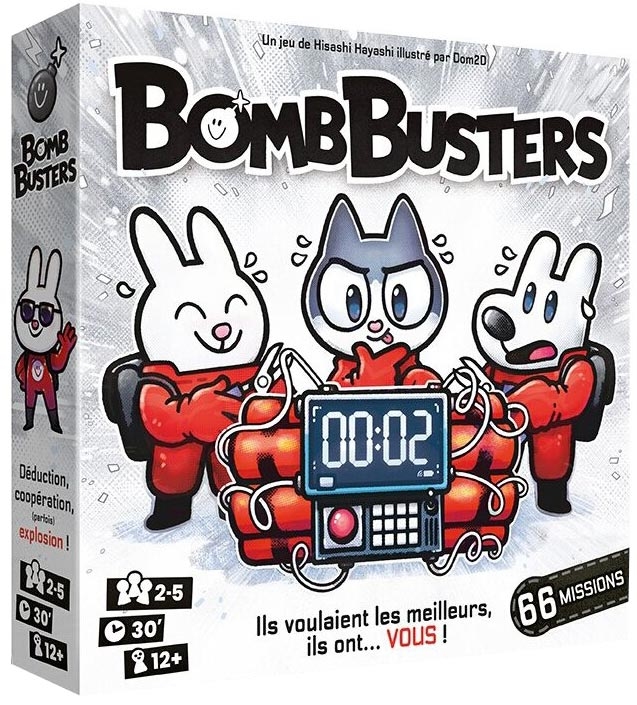 Un jeu de Hisashi Hayashi illustré par Dom2D
BOMBBUSTERS
00:02
2-5
30'
12+
Ils voulaient les meilleurs,
ils ont... VOUS !
66 MISSIONS
BOMB
BUSTERS
Déduction,
coopération,
(parfois)
explosion !
2-5
30'
12+